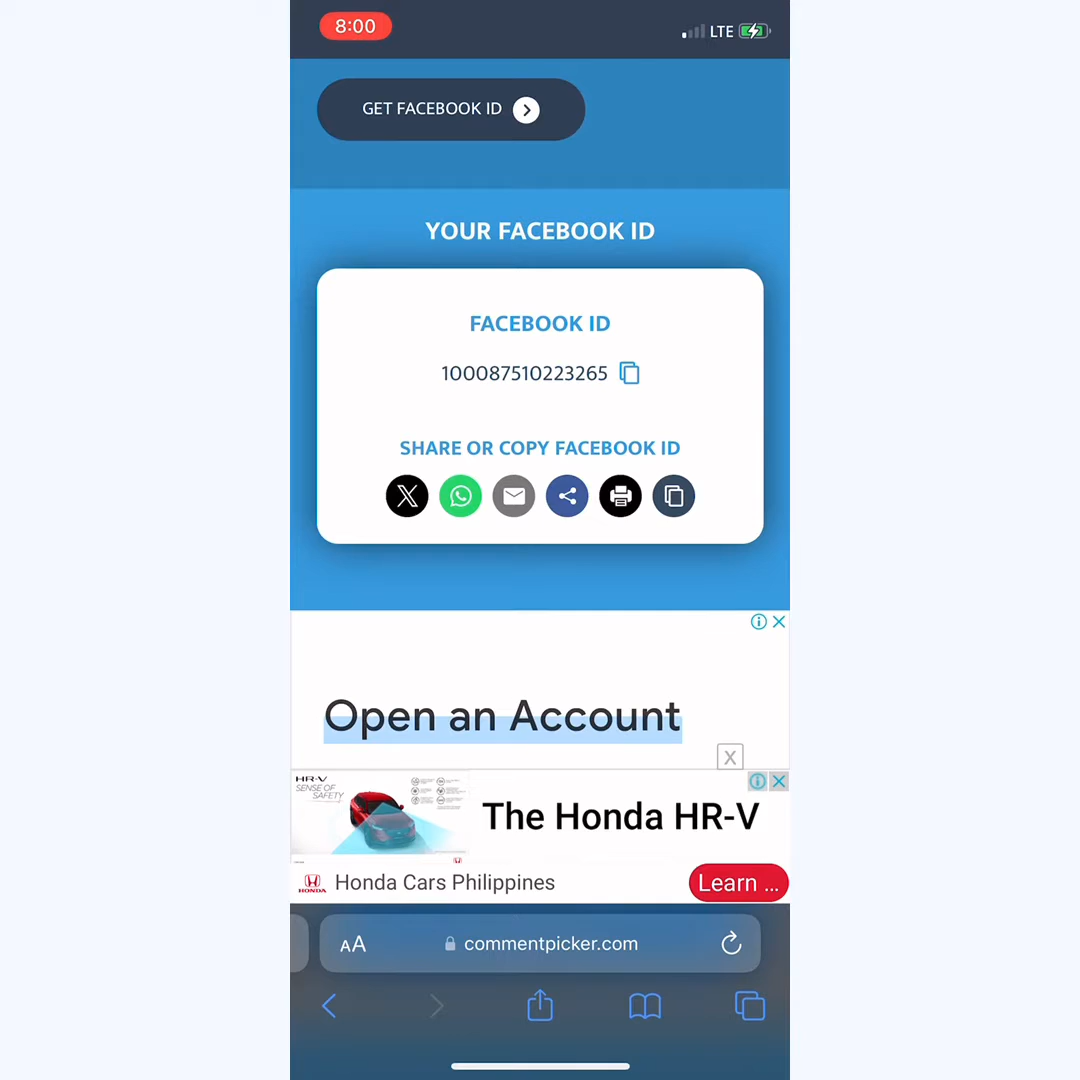 8:00
LTE
GET FACEBOOK ID
YOUR FACEBOOK ID
FACEBOOK ID
100087510223265
SHARE OR COPY FACEBOOK ID
Open an Account
X
HR-V
SENSE OF
SAFETY
The Honda HR-V
HONDA
Honda Cars Philippines
Learn ...
AA
commentpicker.com